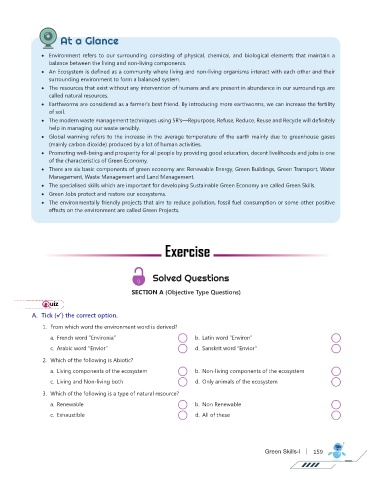 At a Glance
• Environment refers to our surrounding consisting of physical, chemical, and biological elements that maintain a
balance between the living and non-living components.
• An Ecosystem is defined as a community where living and non-living organisms interact with each other and their
surrounding environment to form a balanced system.
• The resources that exist without any intervention of humans and are present in abundance in our surroundings are
called natural resources.
• Earthworms are considered as a farmer's best friend. By introducing more earthworms, we can increase the fertility
of soil.
• The modern waste management techniques using 5R's—Repurpose, Refuse, Reduce, Reuse and Recycle will definitely
help in managing our waste sensibly.
• Global warming refers to the increase in the average temperature of the earth mainly due to greenhouse gases
(mainly carbon dioxide) produced by a lot of human activities.
• Promoting well-being and prosperity for all people by providing good education, decent livelihoods and jobs is one
of the characteristics of Green Economy.
• There are six basic components of green economy are: Renewable Energy, Green Buildings, Green Transport, Water
Management, Waste Management and Land Management.
• The specialised skills which are important for developing Sustainable Green Economy are called Green Skills.
• Green Jobs protect and restore our ecosystems.
• The environmentally friendly projects that aim to reduce pollution, fossil fuel consumption or some other positive
effects on the environment are called Green Projects.
Exercise
Solved Questions
SECTION A (Objective Type Questions)
Quiz
A. Tick (✓) the correct option.
1. From which word the environment word is derived?
a. French word "Environia" b. Latin word "Environ"
c. Arabic word "Envior" d. Sanskrit word "Envior"
2. Which of the following is Abiotic?
a. Living components of the ecosystem b. Non-living components of the ecosystem
c. Living and Non-living both d. Only animals of the ecosystem
3. Which of the following is a type of natural resource?
a. Renewable b. Non Renewable
c. Exhaustible d. All of these
Green Skills-I | 159